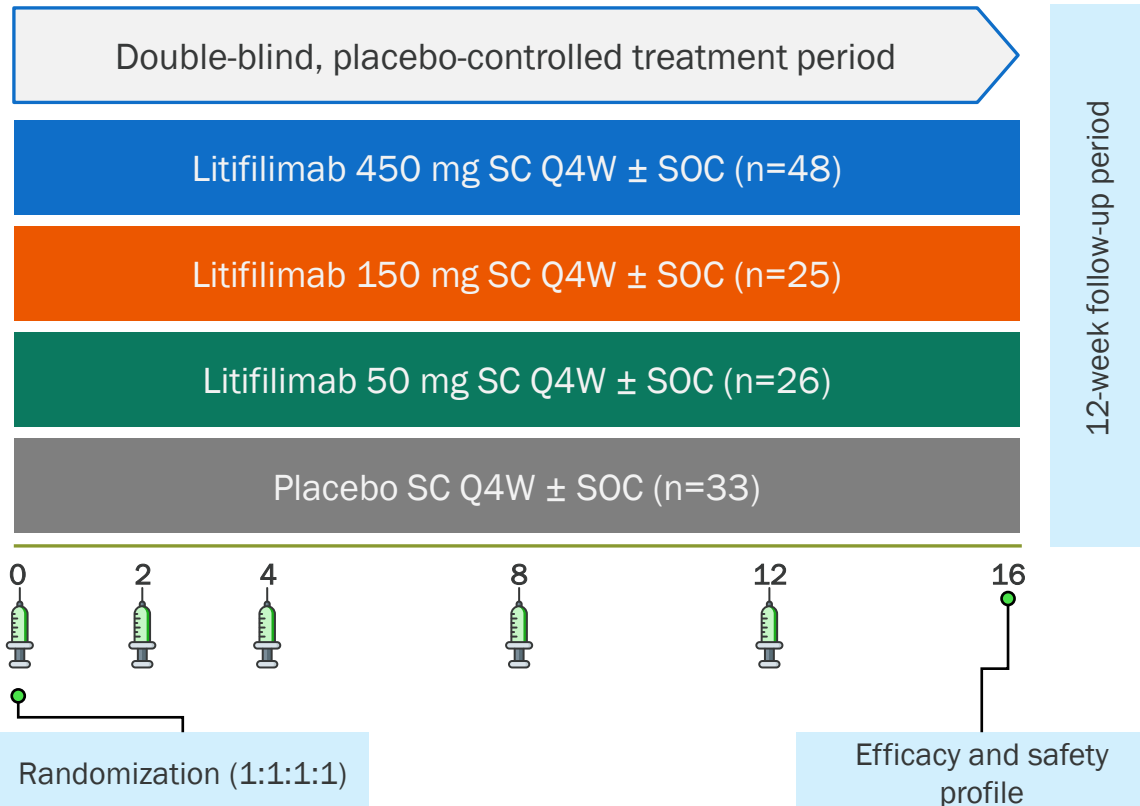 Double-blind, placebo-controlled treatment period
Litifilimab 450 mg SC Q4W ± SOC (n=48)
Litifilimab 150 mg SC Q4W ± SOC (n=25)
Litifilimab 50 mg SC Q4W ± SOC (n=26)
Placebo SC Q4W ± SOC (n=33)
12-week follow-up period
0 2 4 8 12 16
Randomization (1:1:1:1)
Efficacy and safety
profile